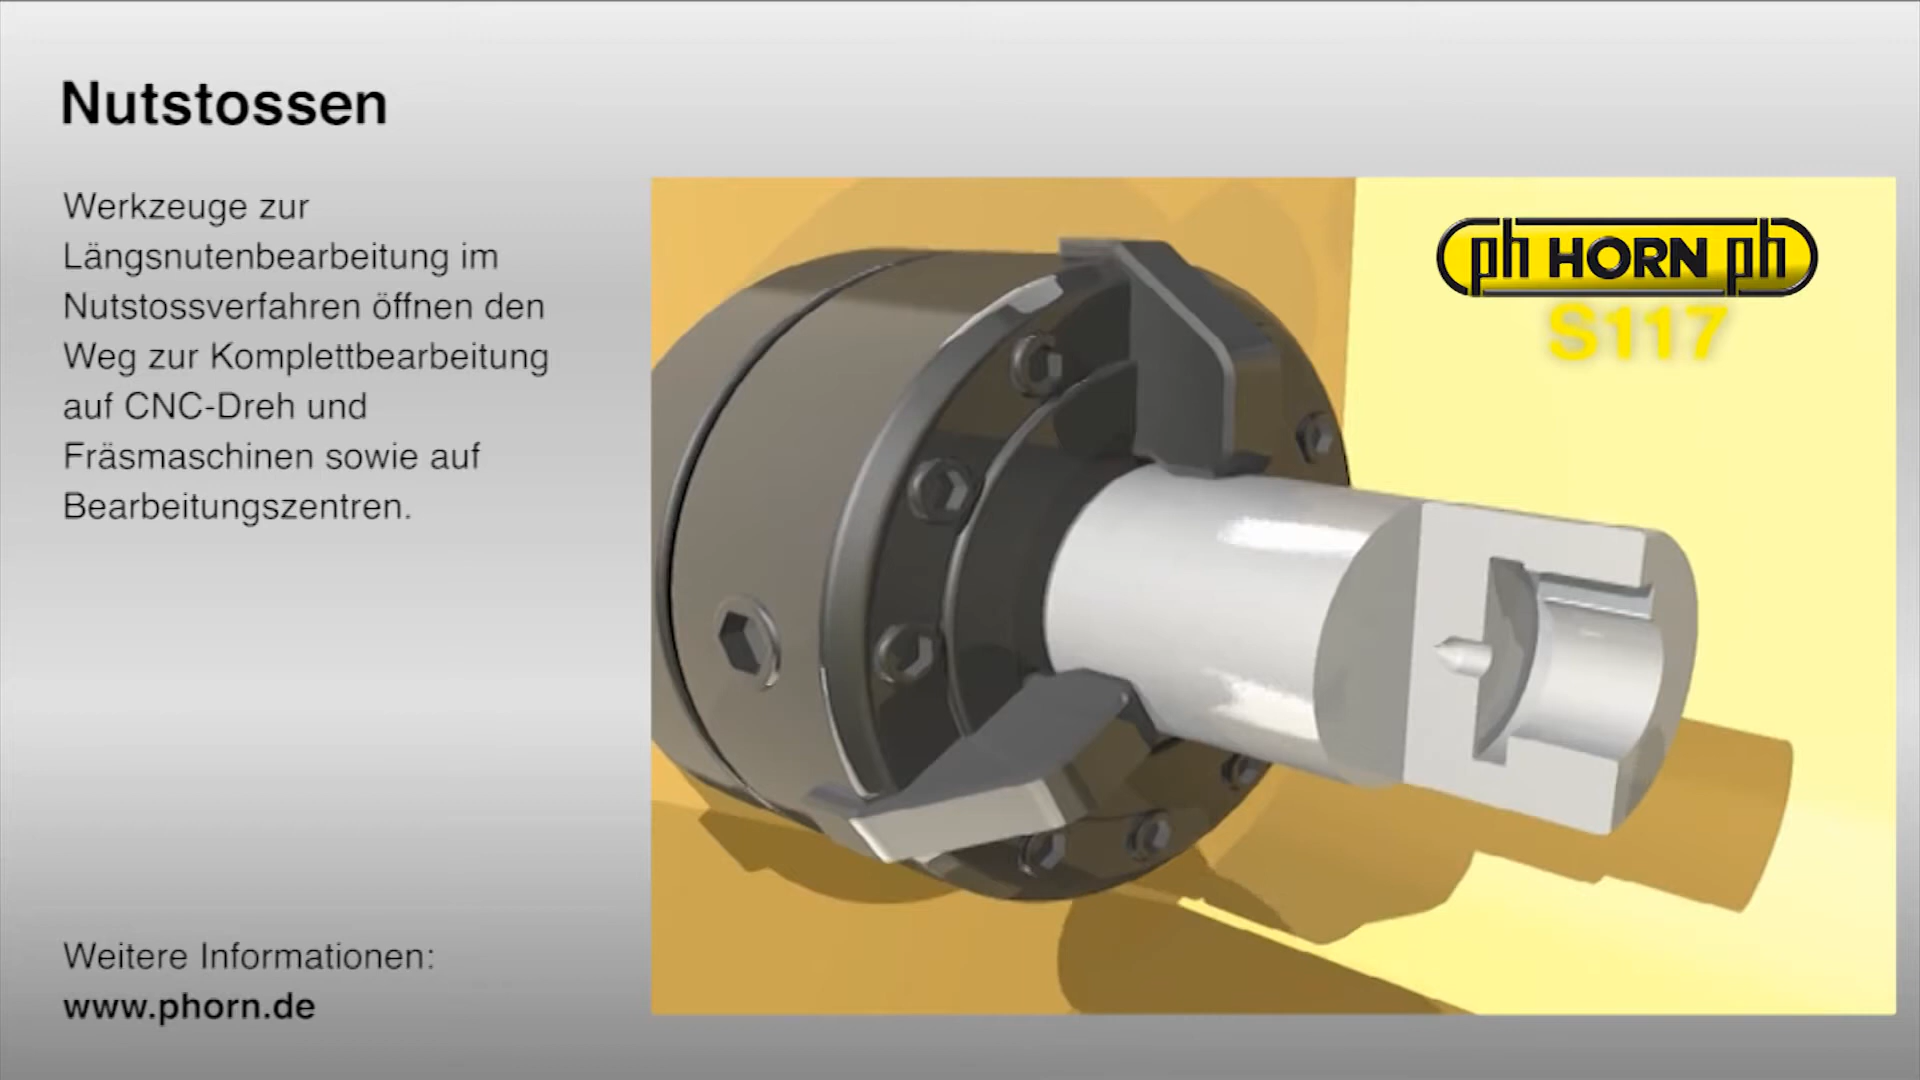 Nutstossen
Werkzeuge zur
Längsnutenbearbeitung im
Nutstossverfahren öffnen den
Weg zur Komplettbearbeitung
auf CNC-Dreh und
Fräsmaschinen sowie auf
Bearbeitungszentren.
Weitere Informationen:
www.phorn.de
ph HORN ph
S117